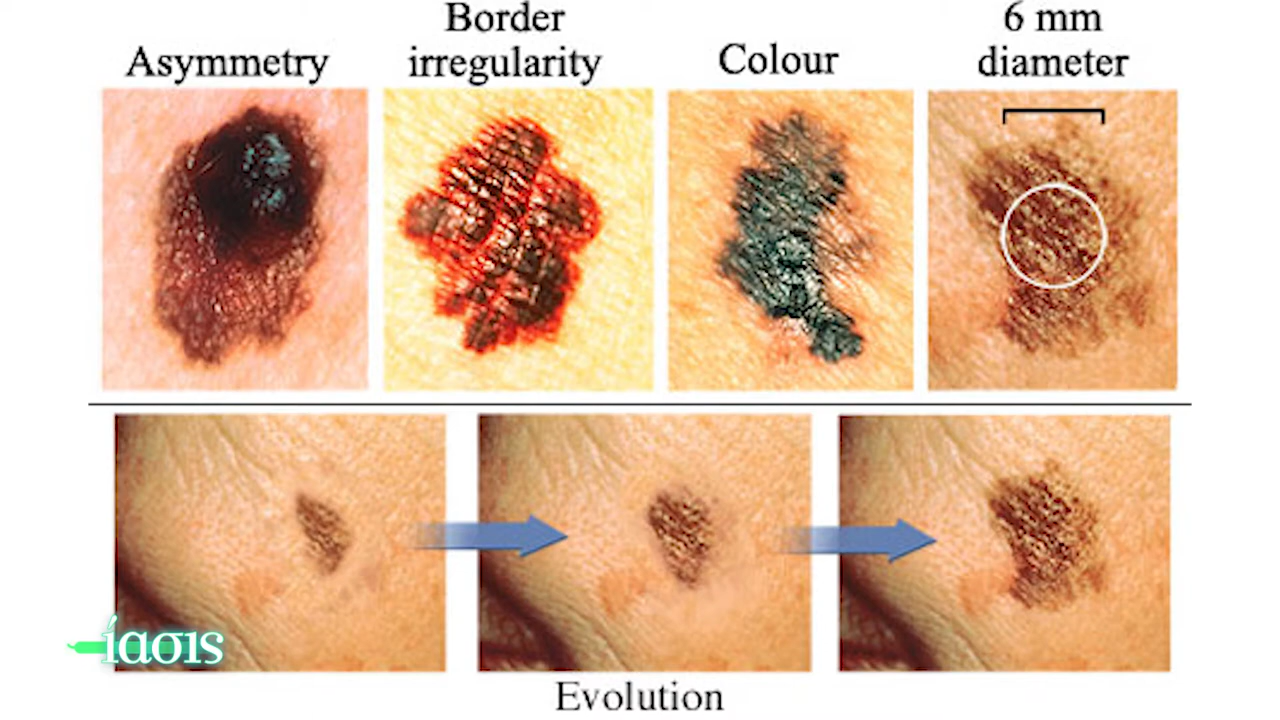 Asymmetry
Border
irregularity
Colour
6 mm
diameter
ίασις
Evolution